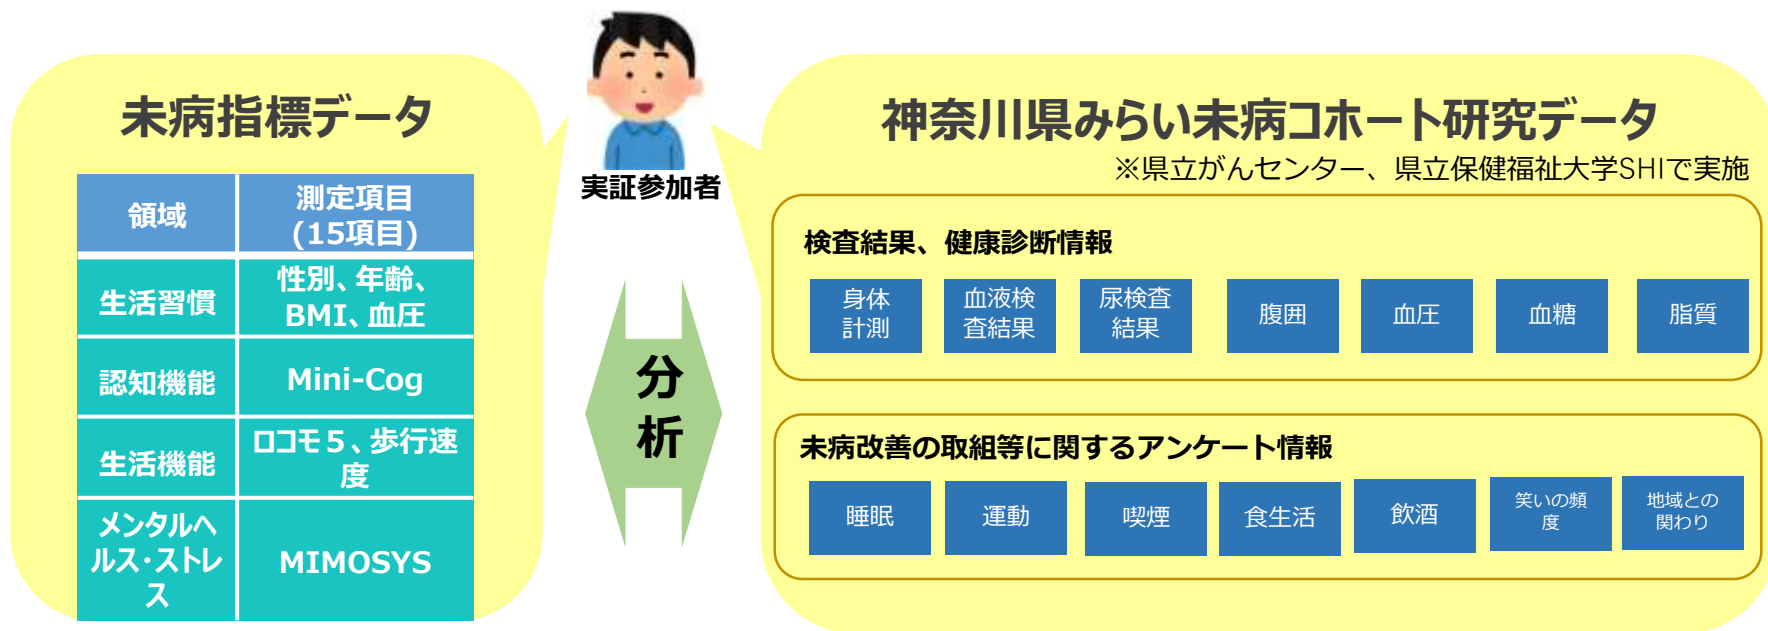 未病指標データ
領域
測定項目
(15項目)
生活習慣
性別、年齢、
BMI、血圧
認知機能
Mini-Cog
生活機能
ロコモ５、歩行速
度
メンタルヘ
ルス・ストレ
ス
MIMOSYS
実証参加者
分
析
神奈川県みらい未病コホート研究データ
※県立がんセンター、県立保健福祉大学SHIで実施
検査結果、健康診断情報
身体
計測
血液検
査結果
尿検査
結果
腹囲
血圧
血糖
脂質
未病改善の取組等に関するアンケート情報
睡眠
運動
喫煙
食生活
飲酒
笑いの頻
度
地域との
関わり